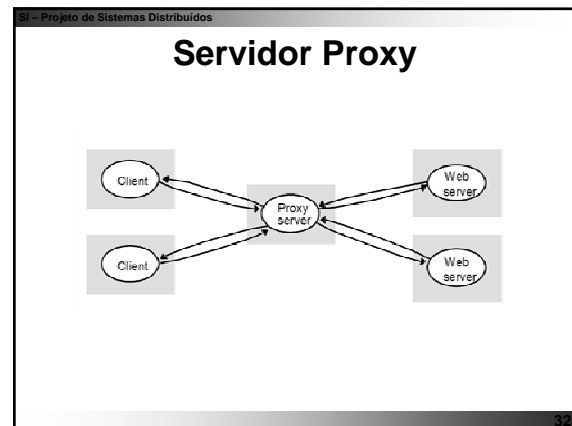 SI – Projeto de Sistemas Distribuídos
Servidor Proxy
Client
Web
server
Proxy
server
Client
Web
server
32